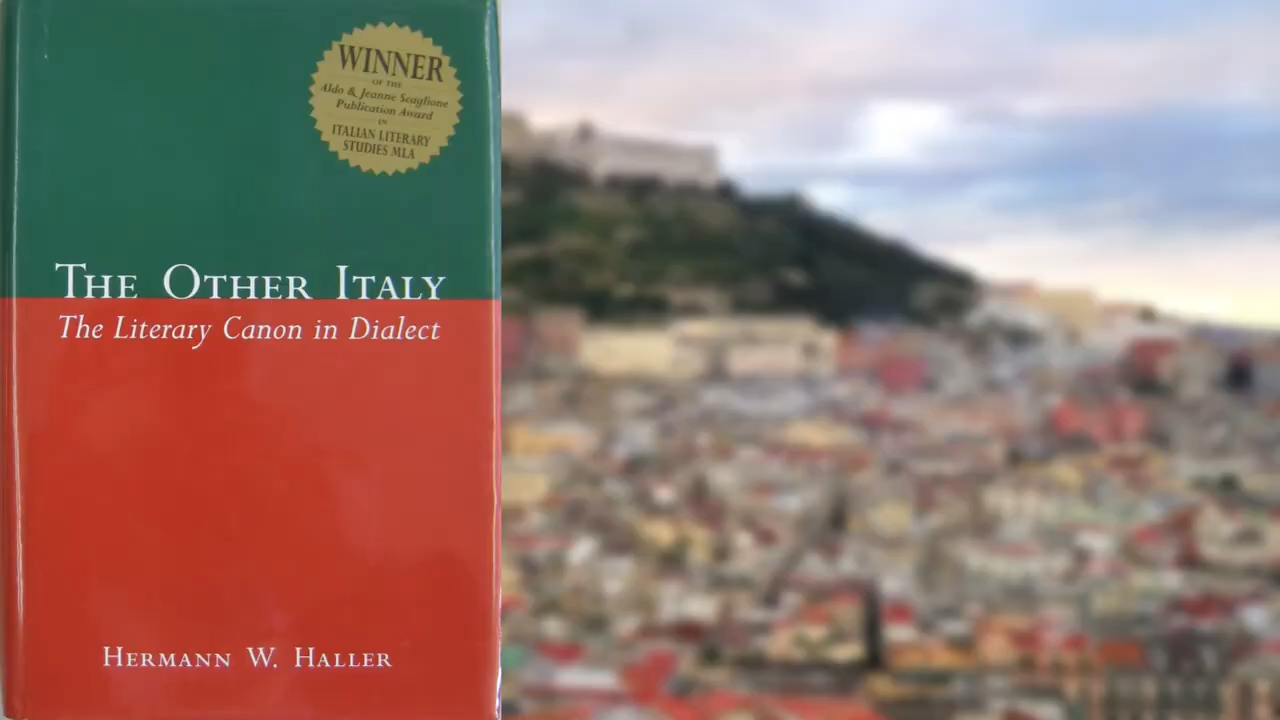 WINNER
OF THE
Aldo & Jeanne Scaglione
Publication Award
IN
ITALIAN LITERARY
STUDIES MLA
THE OTHER ITALY
The Literary Canon in Dialect
HERMANN W. HALLER